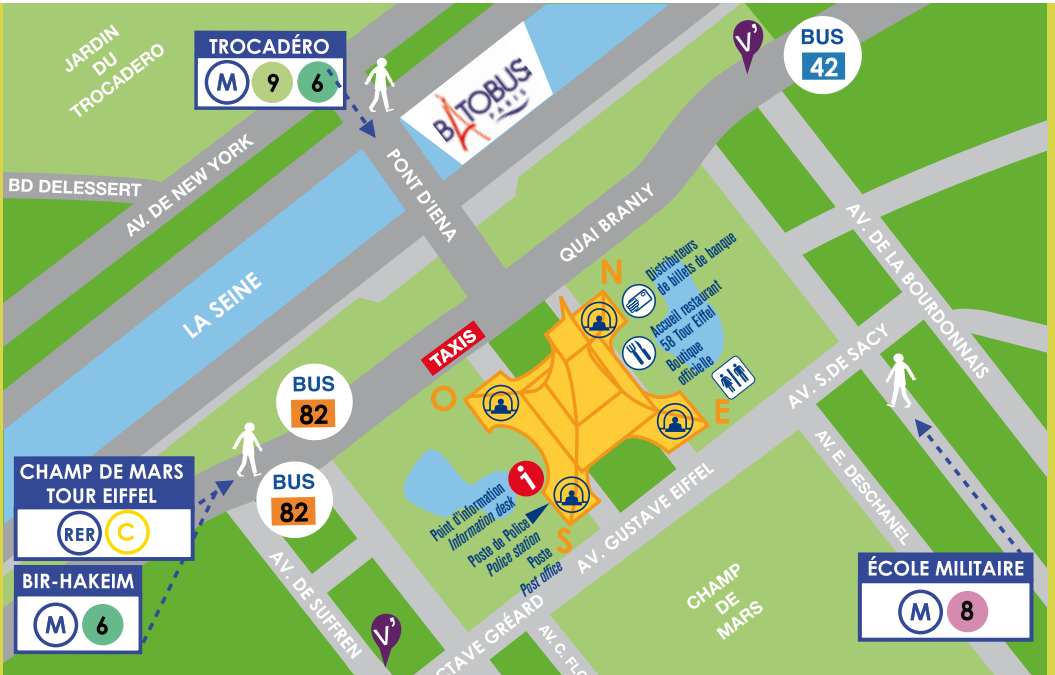 JARDIN
DU
TROCADERO
TROCADÉRO
M 9 6
BATOBUS
PARIS
V'
BUS
42
BD DELESSERT
AV. DE NEW YORK
PONT D'IENA
QUAI BRANLY
LA SEINE
AV. DE LA BOURDONNAIS
N
Distributeurs
de billets de banque
Accueil restaurant
58 Tour Eiffel
Boutique
officielle
TAXIS
AV. S.DE SACY
O
E
BUS
82
BUS
82
CHAMP DE MARS
TOUR EIFFEL
RER C
BIR-HAKEIM
M 6
i
Point d'information
Information desk
Poste de Police
Police station
Poste
Post office
S
AV. GUSTAVE EIFFEL
AV. E. DESCHANEL
AV. DE SUFFREN
V'
CTAVE GRÉARD
AV. C. FLO
CHAMP
DE
MARS
ÉCOLE MILITAIRE
M 8